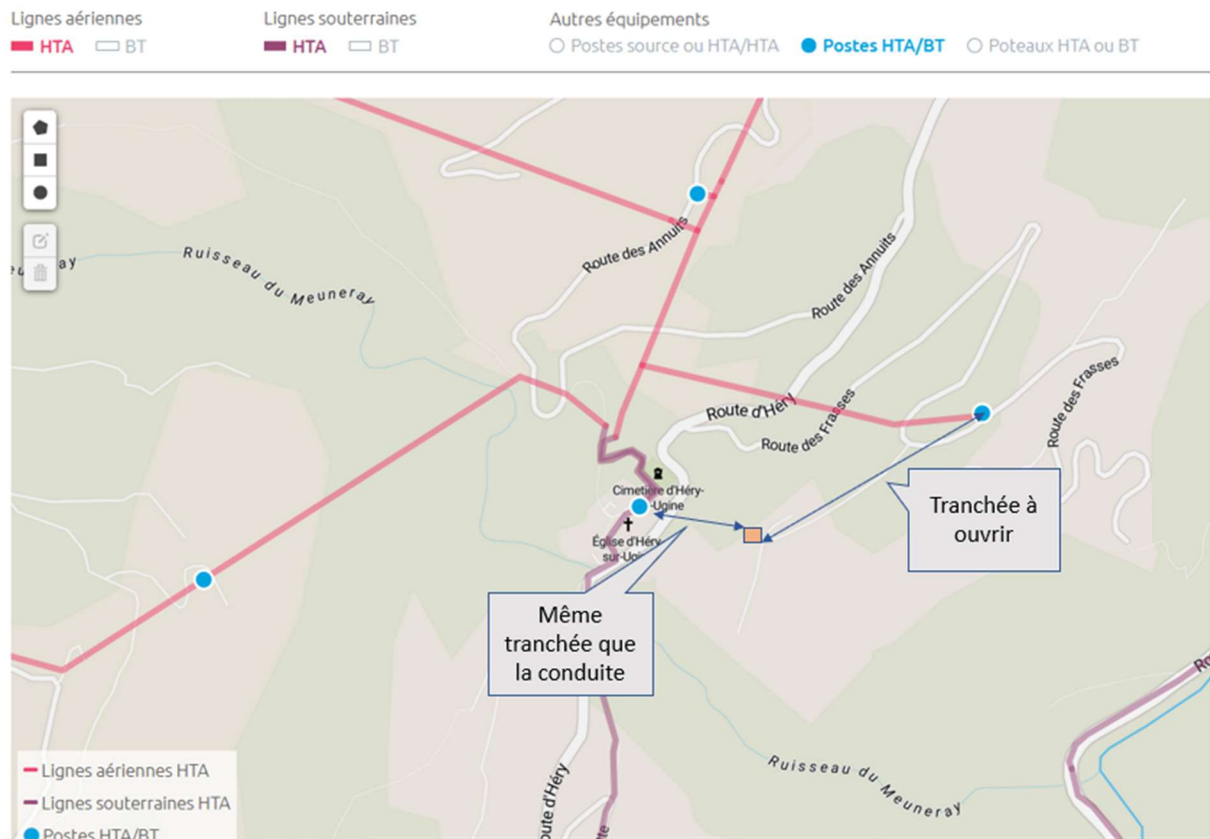 Lignes aériennes
HTA BT
Lignes souterraines
HTA BT
Autres équipements
Postes source ou HTA/HTA Postes HTA/BT Poteaux HTA ou BT
Ruisseau du Meuneray
ay
Route des Annuits
Route des Annuits
Route d'Héry
Route des Frasses
Route des Frasses
Cimetière d'Héry-
-Ugine
Église d'Héry
sur-Ugi
Tranchée à
ouvrir
Même
tranchée que
la conduite
Route d'Héry
Ruisseau du Meuneray
Ro
Lignes aériennes HTA
Lignes souterraines HTA
Postes HTA/BT